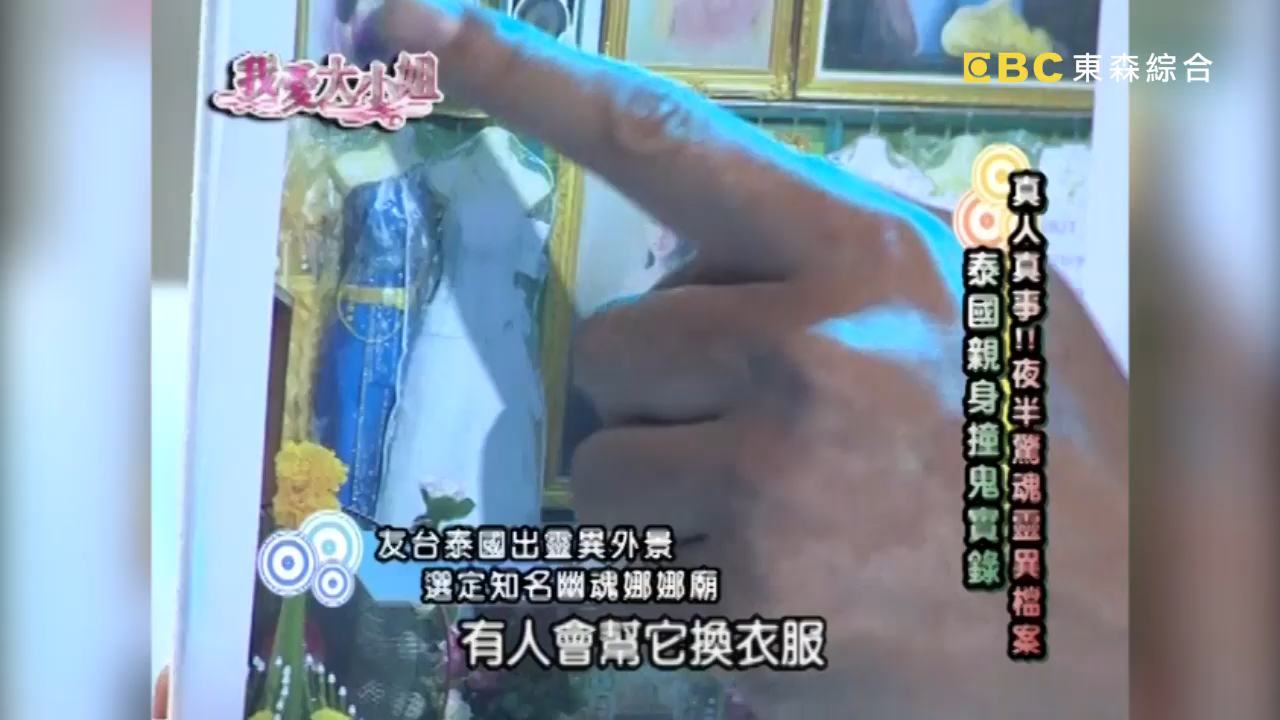 我愛大小姐
EBC 東森綜合
真人真事!!夜半驚魂靈異檔案
泰國親身撞鬼實錄
友台泰國出靈異外景
選定知名幽魂娜娜廟
有人會幫它換衣服